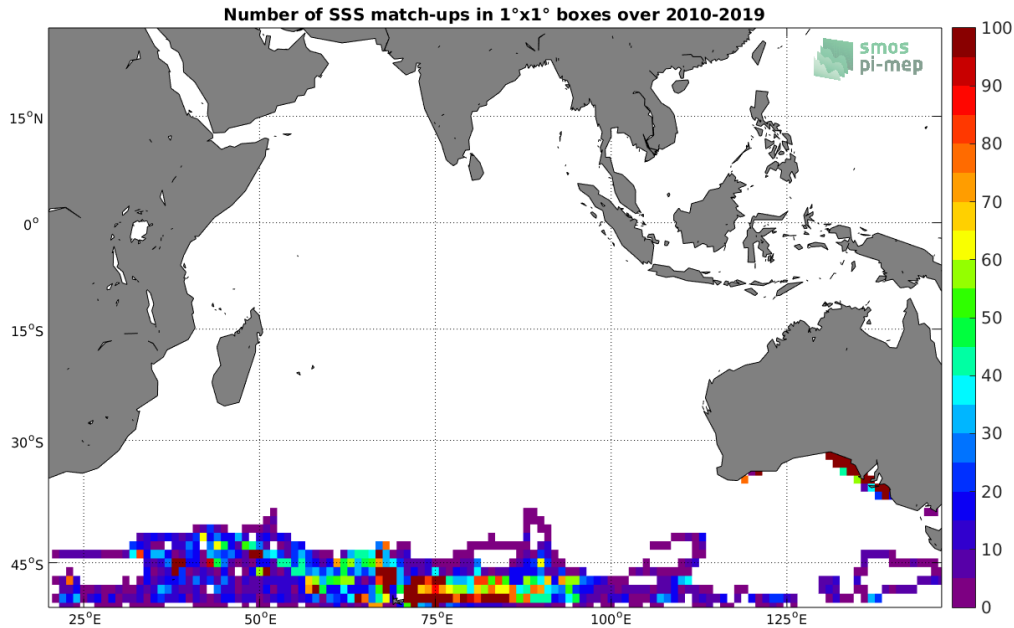 Number of SSS match-ups in 1°x1° boxes over 2010-2019
smos
pi-mep
100
90
80
70
60
50
40
30
20
10
0
15°N
0°
15°S
30°S
45°S
25°E
50°E
75°E
100°E
125°E